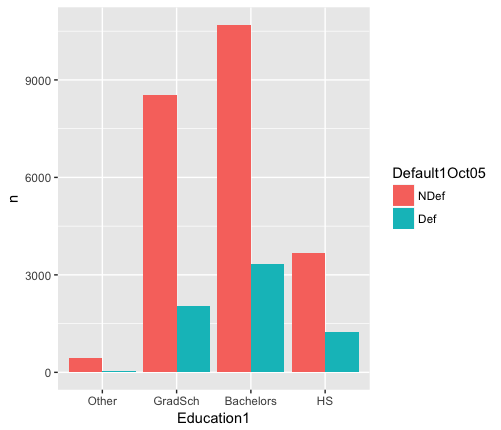 n
9000
6000
3000
0
Other GradSch Bachelors HS
Education1
Default1Oct05
NDef
Def